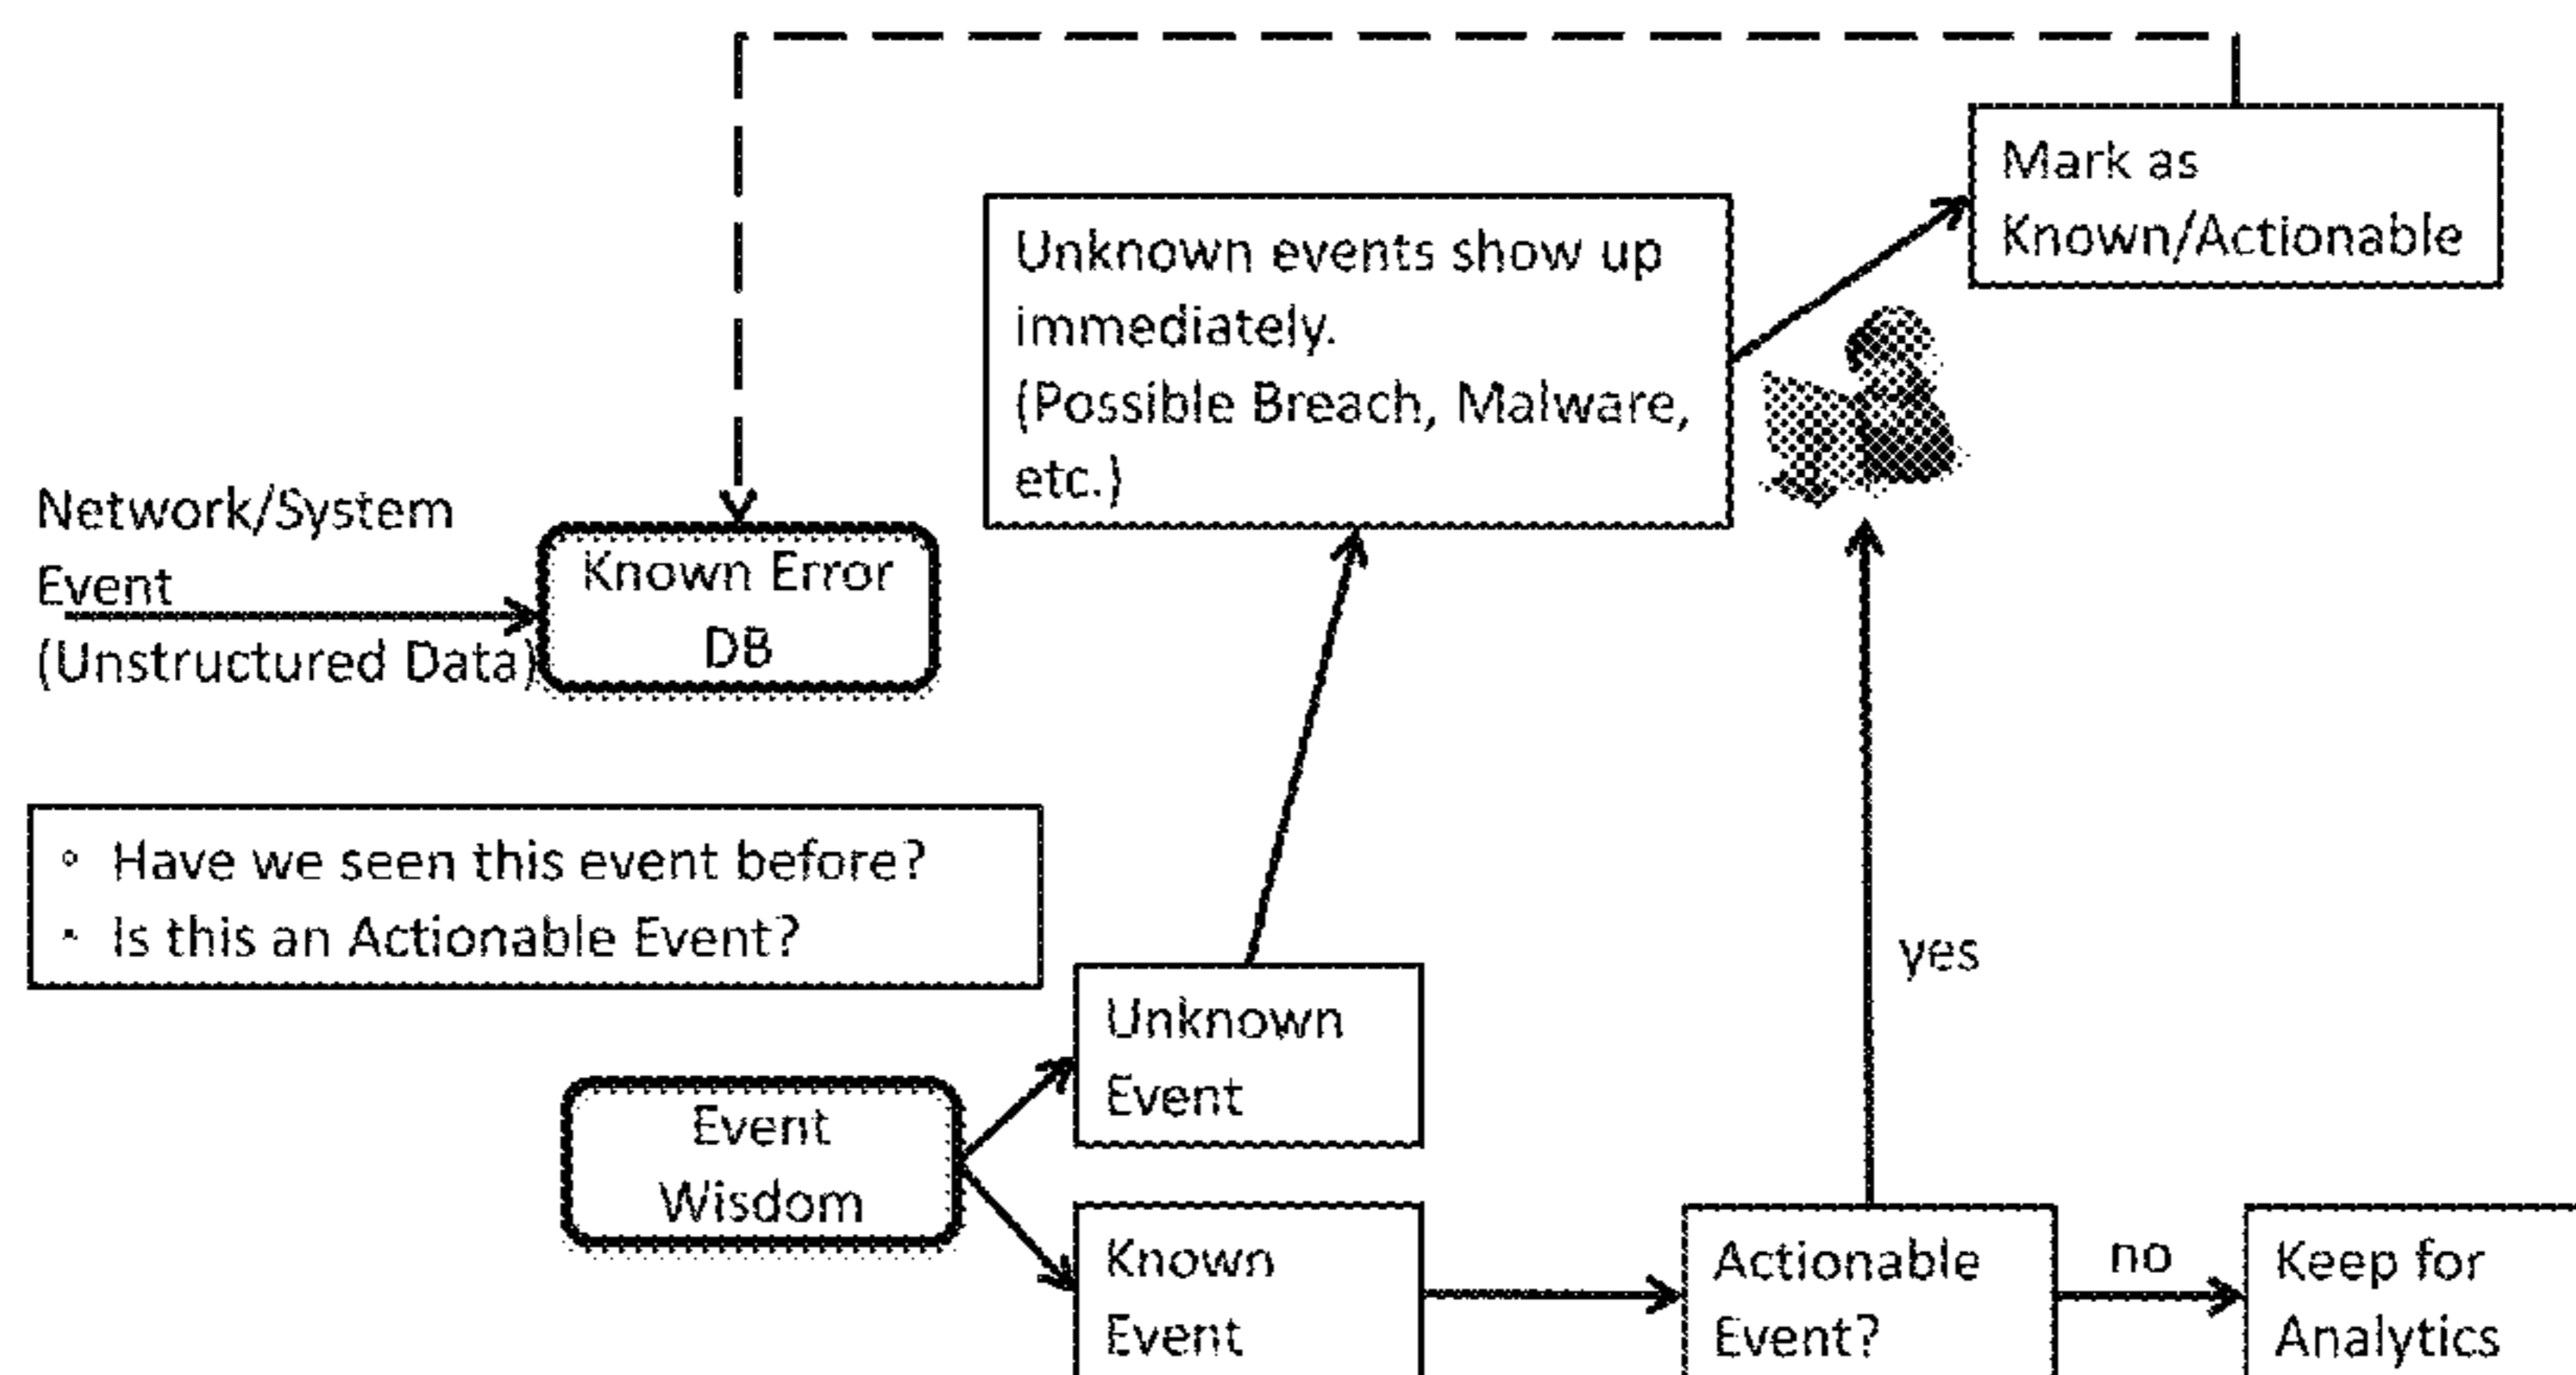 Mark as
Known/Actionable
Unknown events show up
immediately.
(Possible Breach, Malware,
etc.)
Network/System
Event
(Unstructured Data)
Known Error
DB
Have we seen this event before?
Is this an Actionable Event?
yes
Unknown
Event
Event
Wisdom
Known
Event
Actionable
Event?
no
Keep for
Analytics